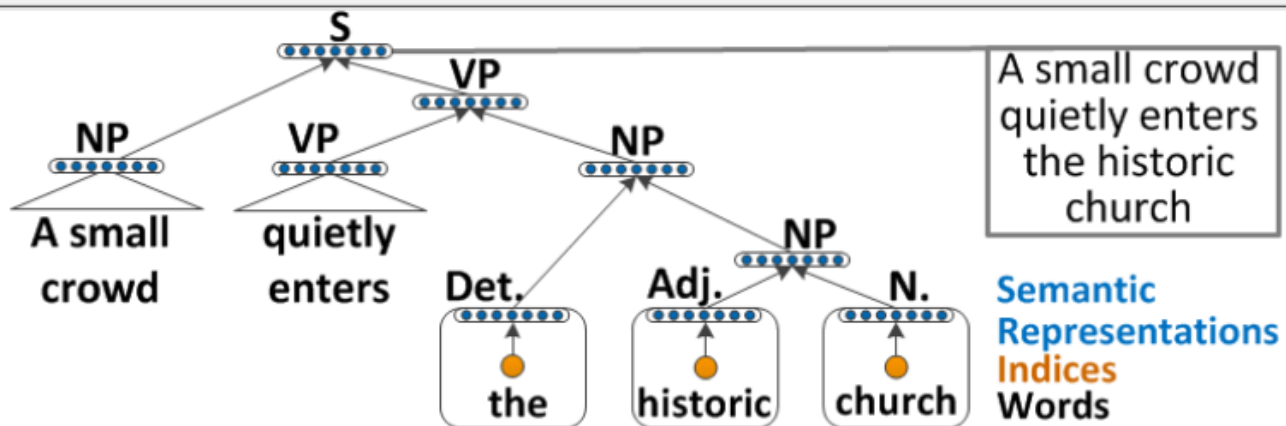 S
VP
A small crowd
quietly enters
the historic
church
NP
VP
NP
A small
crowd
quietly
enters
NP
Det.
Adj.
N.
Semantic
Representations
Indices
Words
the
historic
church